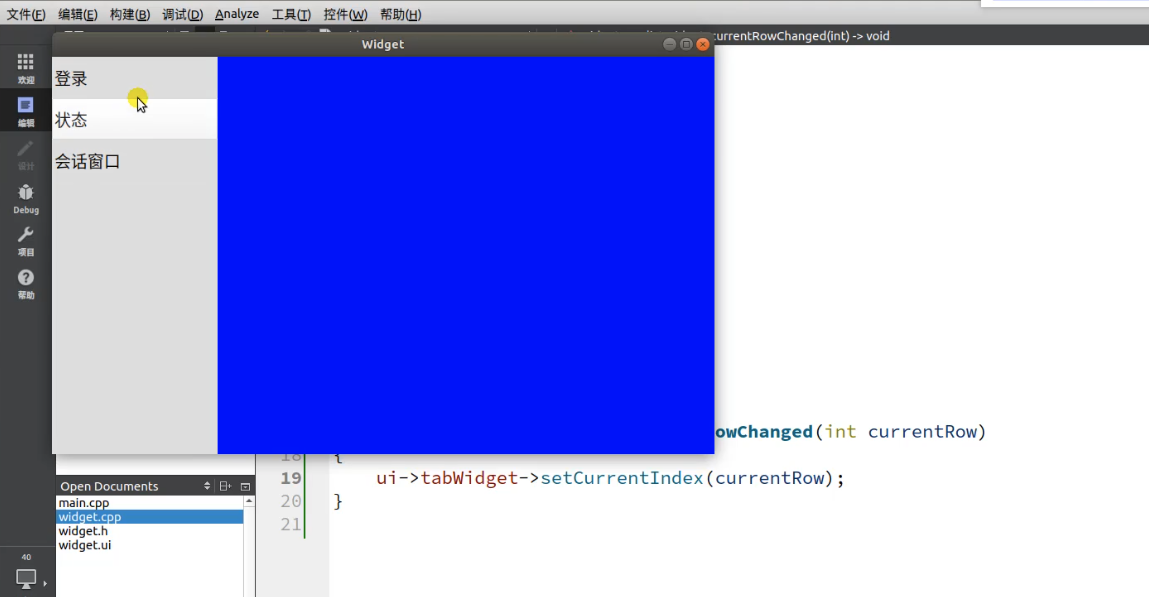 文件(F) 编辑(E) 构建(B) 调试(D) Analyze 工具(T) 控件(W) 帮助(H)
currentRowChanged(int) -> void
Widget
欢迎
编辑
设计
Debug
项目
帮助
登录
状态
会话窗口
owChanged(int currentRow)
18 {
19 ui->tabWidget->setCurrentIndex(currentRow);
20 }
21
Open Documents
main.cpp
widget.cpp
widget.h
widget.ui
40